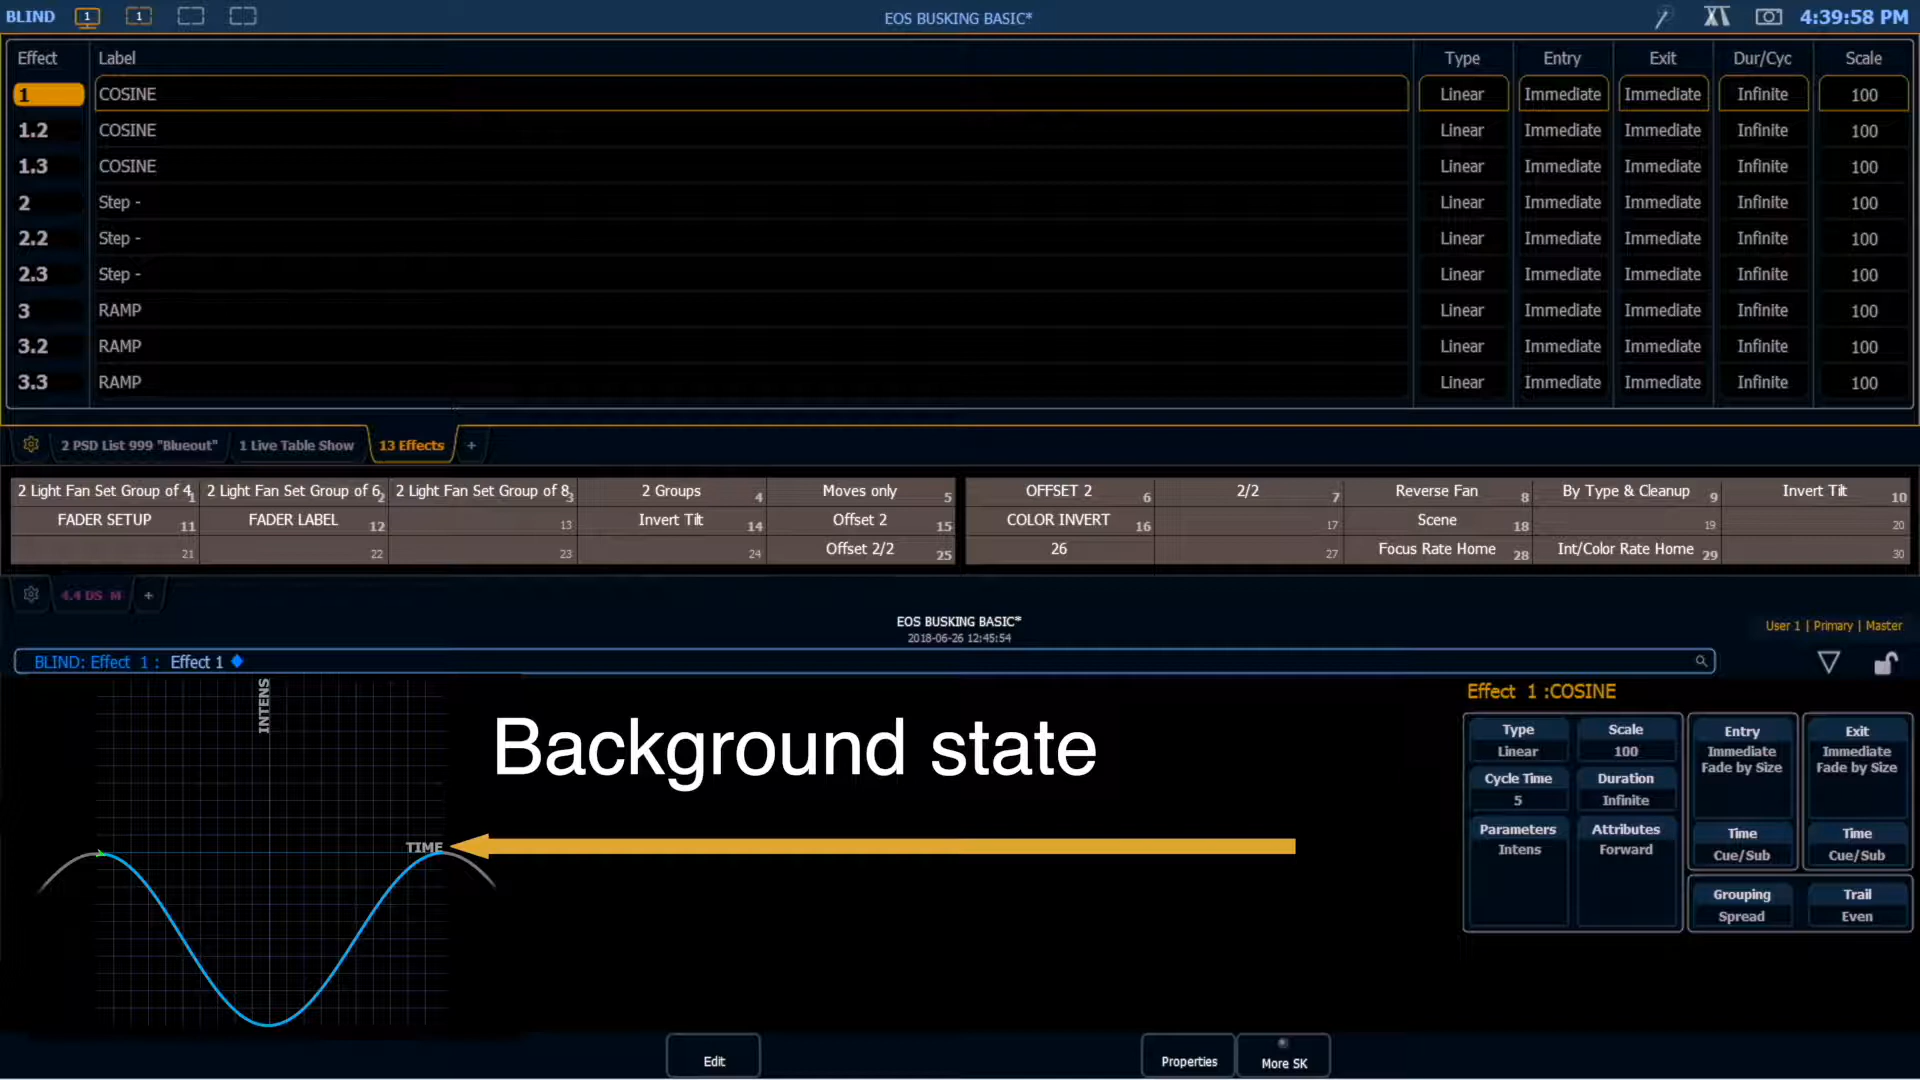 BLIND 1 1 EOS BUSKING BASIC* 4:39:58 PM
Effect Label Type Entry Exit Dur/Cyc Scale
1 COSINE Linear Immediate Immediate Infinite 100
1.2 COSINE Linear Immediate Immediate Infinite 100
1.3 COSINE Linear Immediate Immediate Infinite 100
2 Step - Linear Immediate Immediate Infinite 100
2.2 Step - Linear Immediate Immediate Infinite 100
2.3 Step - Linear Immediate Immediate Infinite 100
3 RAMP Linear Immediate Immediate Infinite 100
3.2 RAMP Linear Immediate Immediate Infinite 100
3.3 RAMP Linear Immediate Immediate Infinite 100
2 PSD List 999 "Blueout" 1 Live Table Show 13 Effects +
2 Light Fan Set Group of 4 1 2 Light Fan Set Group of 6 2 2 Light Fan Set Group of 8 3 2 Groups 4 Moves only 5 OFFSET 2 6 2/2 7 Reverse Fan 8 By Type & Cleanup 9 Invert Tilt 10
FADER SETUP 11 FADER LABEL 12 13 Invert Tilt 14 Offset 2 15 COLOR INVERT 16 17 Scene 18 19 20
21 22 23 24 Offset 2/2 25 26 27 Focus Rate Home 28 Int/Color Rate Home 29 30
4.4 DS M +
EOS BUSKING BASIC*
2018-06-26 12:45:54
User 1 | Primary | Master
BLIND: Effect 1 : Effect 1
INTENS
TIME
Background state
Effect 1 :COSINE
Type Scale Entry Exit
Linear 100 Immediate Immediate
Fade by Size Fade by Size
Cycle Time Duration
5 Infinite
Parameters Attributes Time Time
Intens Forward Cue/Sub Cue/Sub
Grouping Trail
Spread Even
Edit Properties More SK